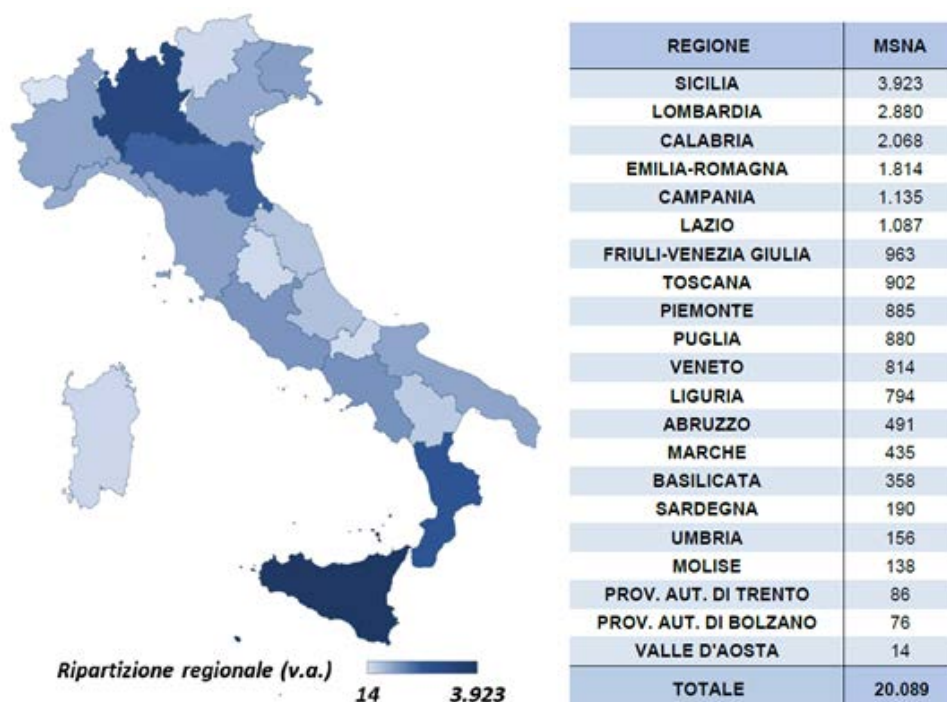 REGIONE MSNA
SICILIA 3.923
LOMBARDIA 2.880
CALABRIA 2.068
EMILIA-ROMAGNA 1.814
CAMPANIA 1.135
LAZIO 1.087
FRIULI-VENEZIA GIULIA 963
TOSCANA 902
PIEMONTE 885
PUGLIA 880
VENETO 814
LIGURIA 794
ABRUZZO 491
MARCHE 435
BASILICATA 358
SARDEGNA 190
UMBRIA 156
MOLISE 138
PROV. AUT. DI TRENTO 86
PROV. AUT. DI BOLZANO 76
VALLE D'AOSTA 14
TOTALE 20.089
Ripartizione regionale (v.a.)
14 3.923